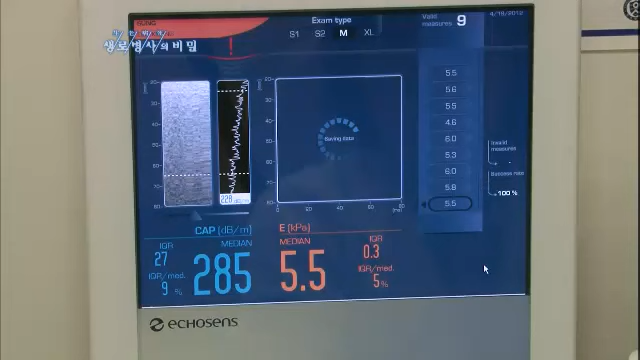 Exam type
S1 S2 M XL
Valid measures 9
4/19/2012
생로병사의 비밀
5.5
5.6
5.5
4.6
6.0
5.3
6.0
5.8
5.5
Invalid measures
-
Success rate
100 %
Saving data
228
CAP [dB/m]
IQR
27
IQR/med.
9 %
MEDIAN
285
E [kPa]
MEDIAN
5.5
IQR
0.3
IQR/med.
5 %
ECHOSENS